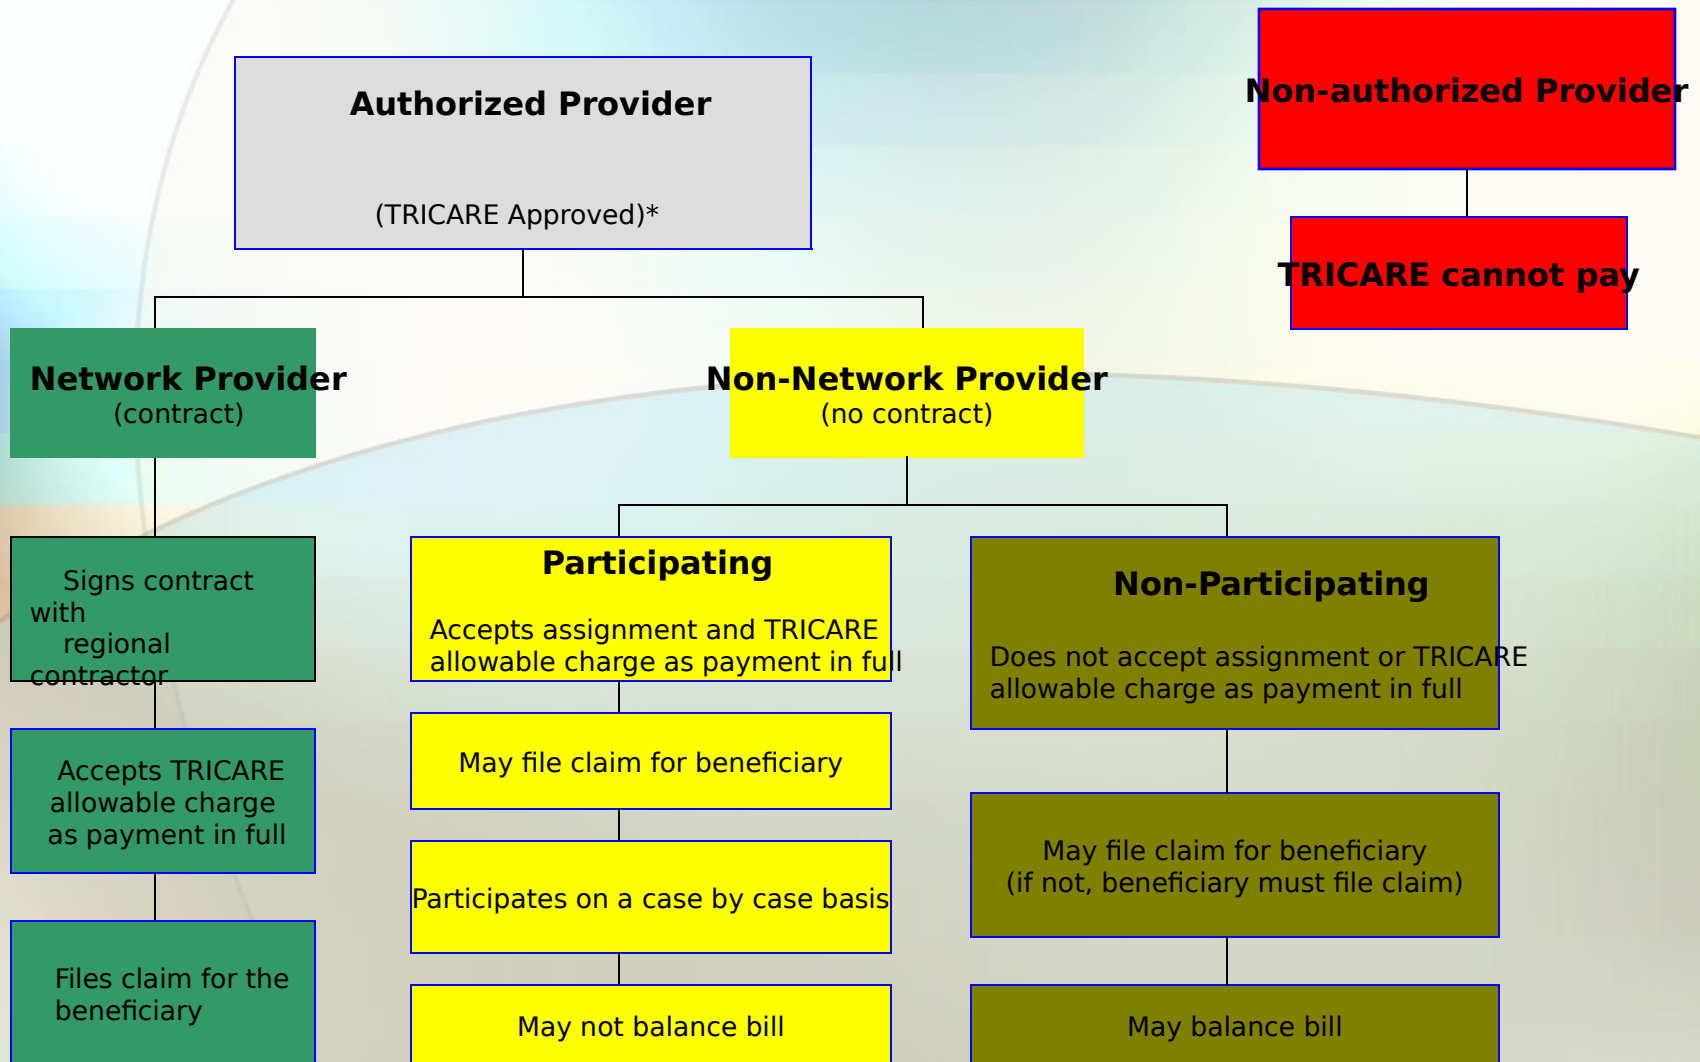 Authorized Provider
(TRICARE Approved)*
Non-authorized Provider
TRICARE cannot pay
Network Provider
(contract)
Non-Network Provider
(no contract)
Signs contract
with
regional
contractor
Accepts TRICARE
allowable charge
as payment in full
Files claim for the
beneficiary
Participating
Accepts assignment and TRICARE
allowable charge as payment in full
May file claim for beneficiary
Participates on a case by case basis
May not balance bill
Non-Participating
Does not accept assignment or TRICARE
allowable charge as payment in full
May file claim for beneficiary
(if not, beneficiary must file claim)
May balance bill